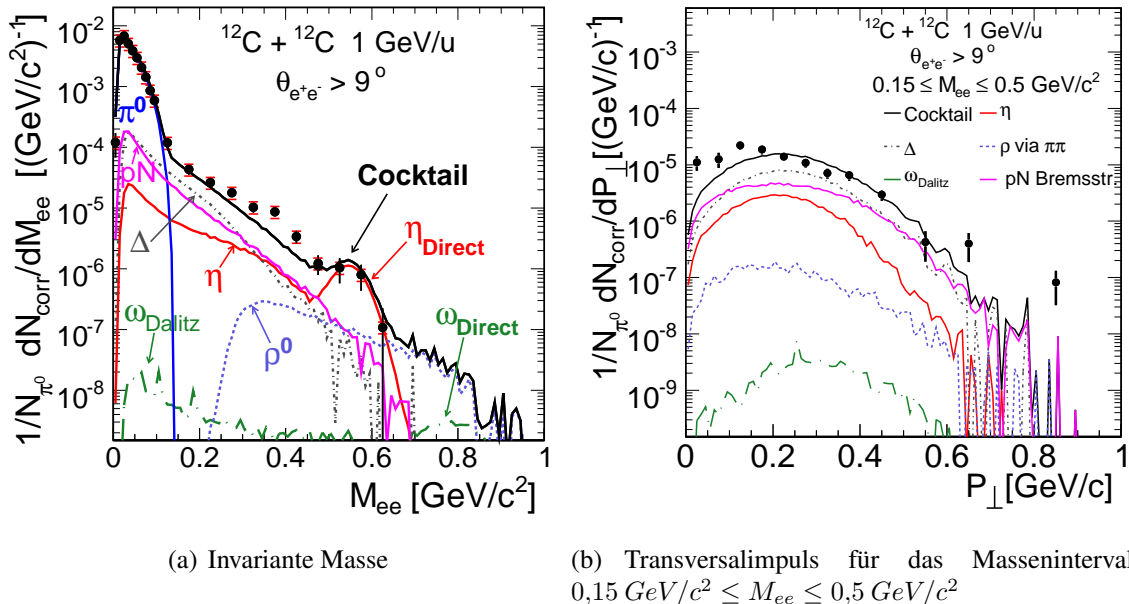 ¹²C + ¹²C 1 GeV/u
θe⁺e⁻ > 9°
π⁰
pN
Δ
η
Cocktail
ηDirect
ωDalitz
ρ⁰
ωDirect
10⁻²
10⁻³
10⁻⁴
10⁻⁵
10⁻⁶
10⁻⁷
10⁻⁸
1/Nπ⁰ dNcorr/dMee [(GeV/c²)⁻¹]
0 0.2 0.4 0.6 0.8 1
Mee [GeV/c²]
(a) Invariante Masse
¹²C + ¹²C 1 GeV/u
θe⁺e⁻ > 9°
0.15 ≤ Mee ≤ 0.5 GeV/c²
Cocktail η
Δ ρ via ππ
ωDalitz pN Bremsstr
10⁻³
10⁻⁴
10⁻⁵
10⁻⁶
10⁻⁷
10⁻⁸
10⁻⁹
1/Nπ⁰ dNcorr/dP⊥[(GeV/c)⁻¹]
0 0.2 0.4 0.6 0.8 1
P⊥[GeV/c]
(b) Transversalimpuls für das Masseninterval
0,15 GeV/c² ≤ Mee ≤ 0,5 GeV/c²